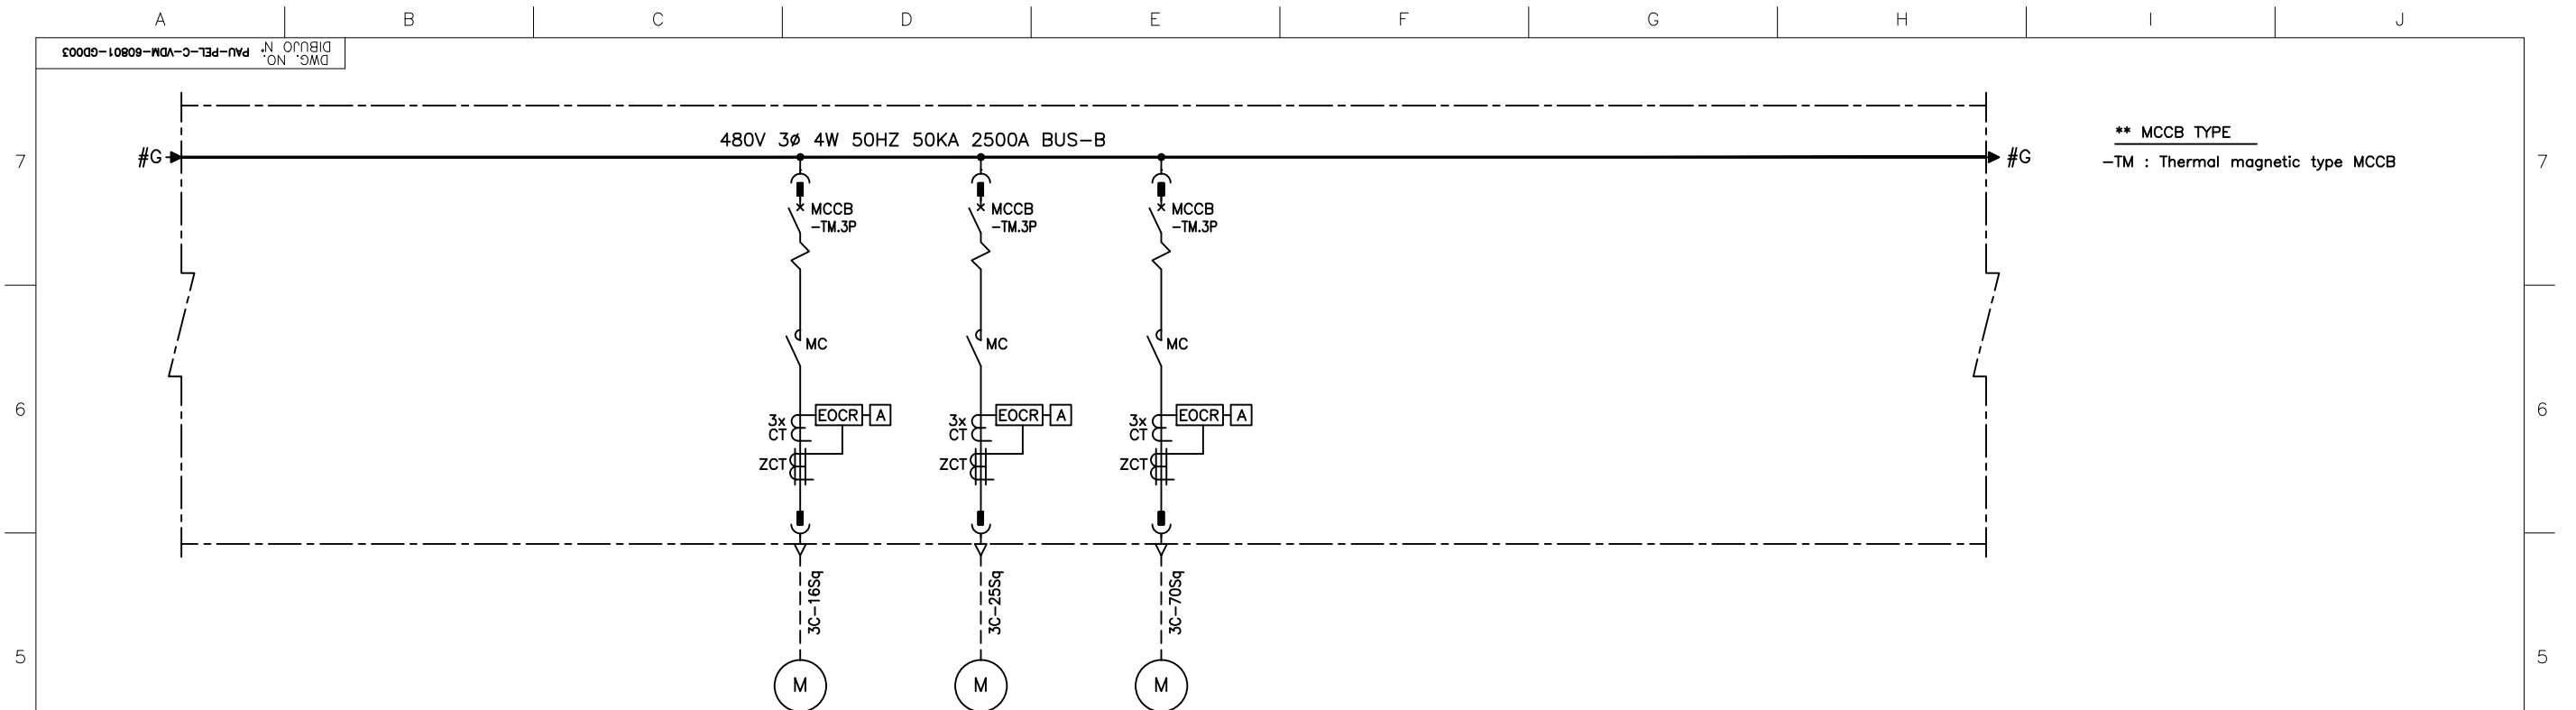 A B C D E F G H I J
DWG. NO.
DIBUJO N° PAU-PEL-C-VDM-60801-GD003
480V 3ø 4W 50HZ 50KA 2500A BUS-B
** MCCB TYPE
7 #G #G -TM : Thermal magnetic type MCCB 7
MCCB MCCB MCCB
-TM.3P -TM.3P -TM.3P
MC MC MC
6 3x EOCR A 3x EOCR A 3x EOCR A 6
CT CT CT
ZCT ZCT ZCT
3C-16Sq 3C-25Sq 3C-70Sq
5 5
M M M